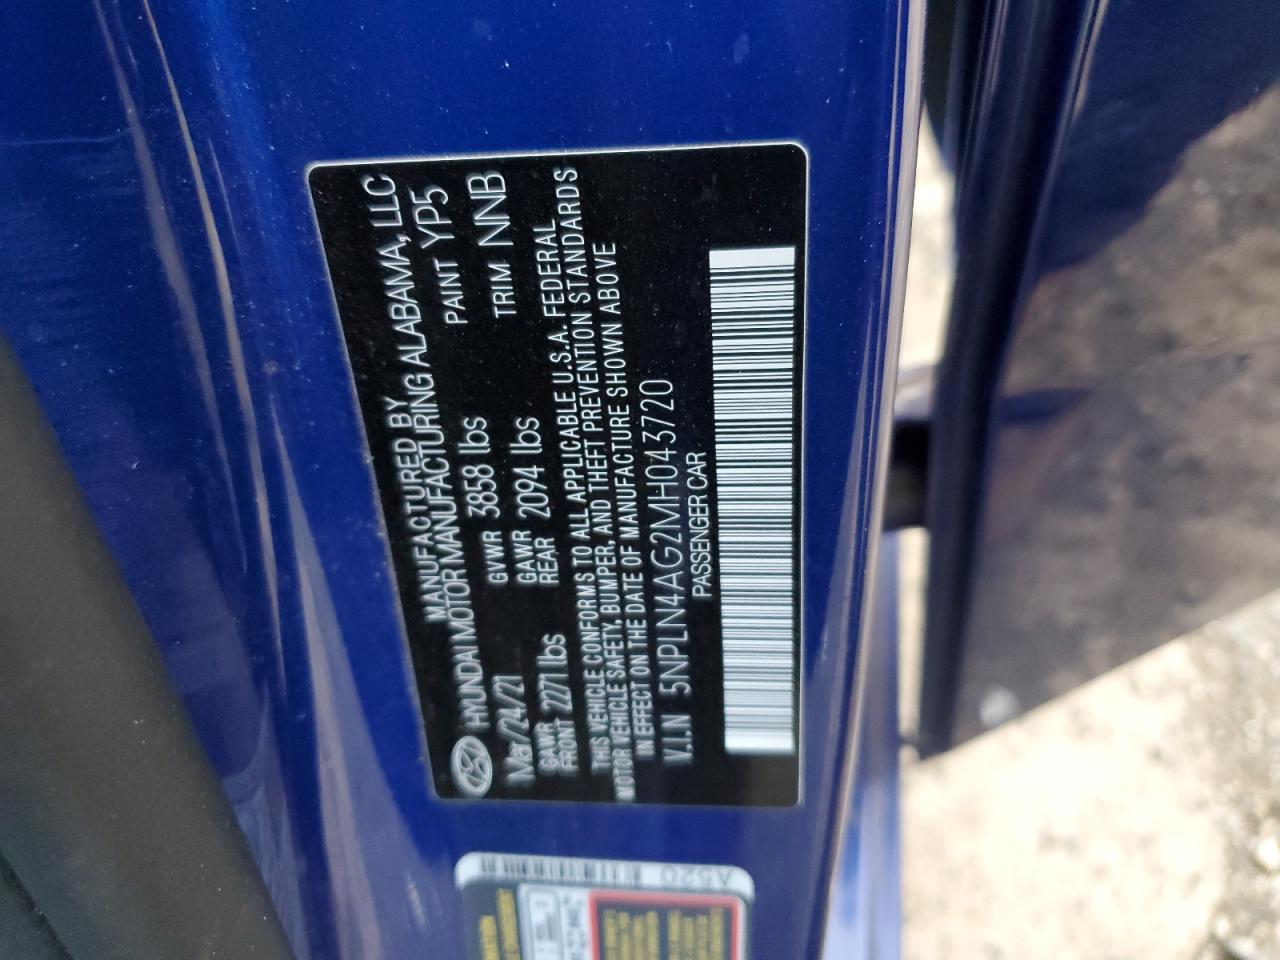 MANUFACTURED BY
HYUNDAI MOTOR MANUFACTURING ALABAMA, LLC
Mar/24/21 GVWR 3858 lbs PAINT YP5
GAWR FRONT 2271 lbs GAWR REAR 2094 lbs TRIM NNB
THIS VEHICLE CONFORMS TO ALL APPLICABLE U.S.A. FEDERAL
MOTOR VEHICLE SAFETY, BUMPER, AND THEFT PREVENTION STANDARDS
IN EFFECT ON THE DATE OF MANUFACTURE SHOWN ABOVE
V.I.N 5NPLN4AG2MH043720
PASSENGER CAR
A520